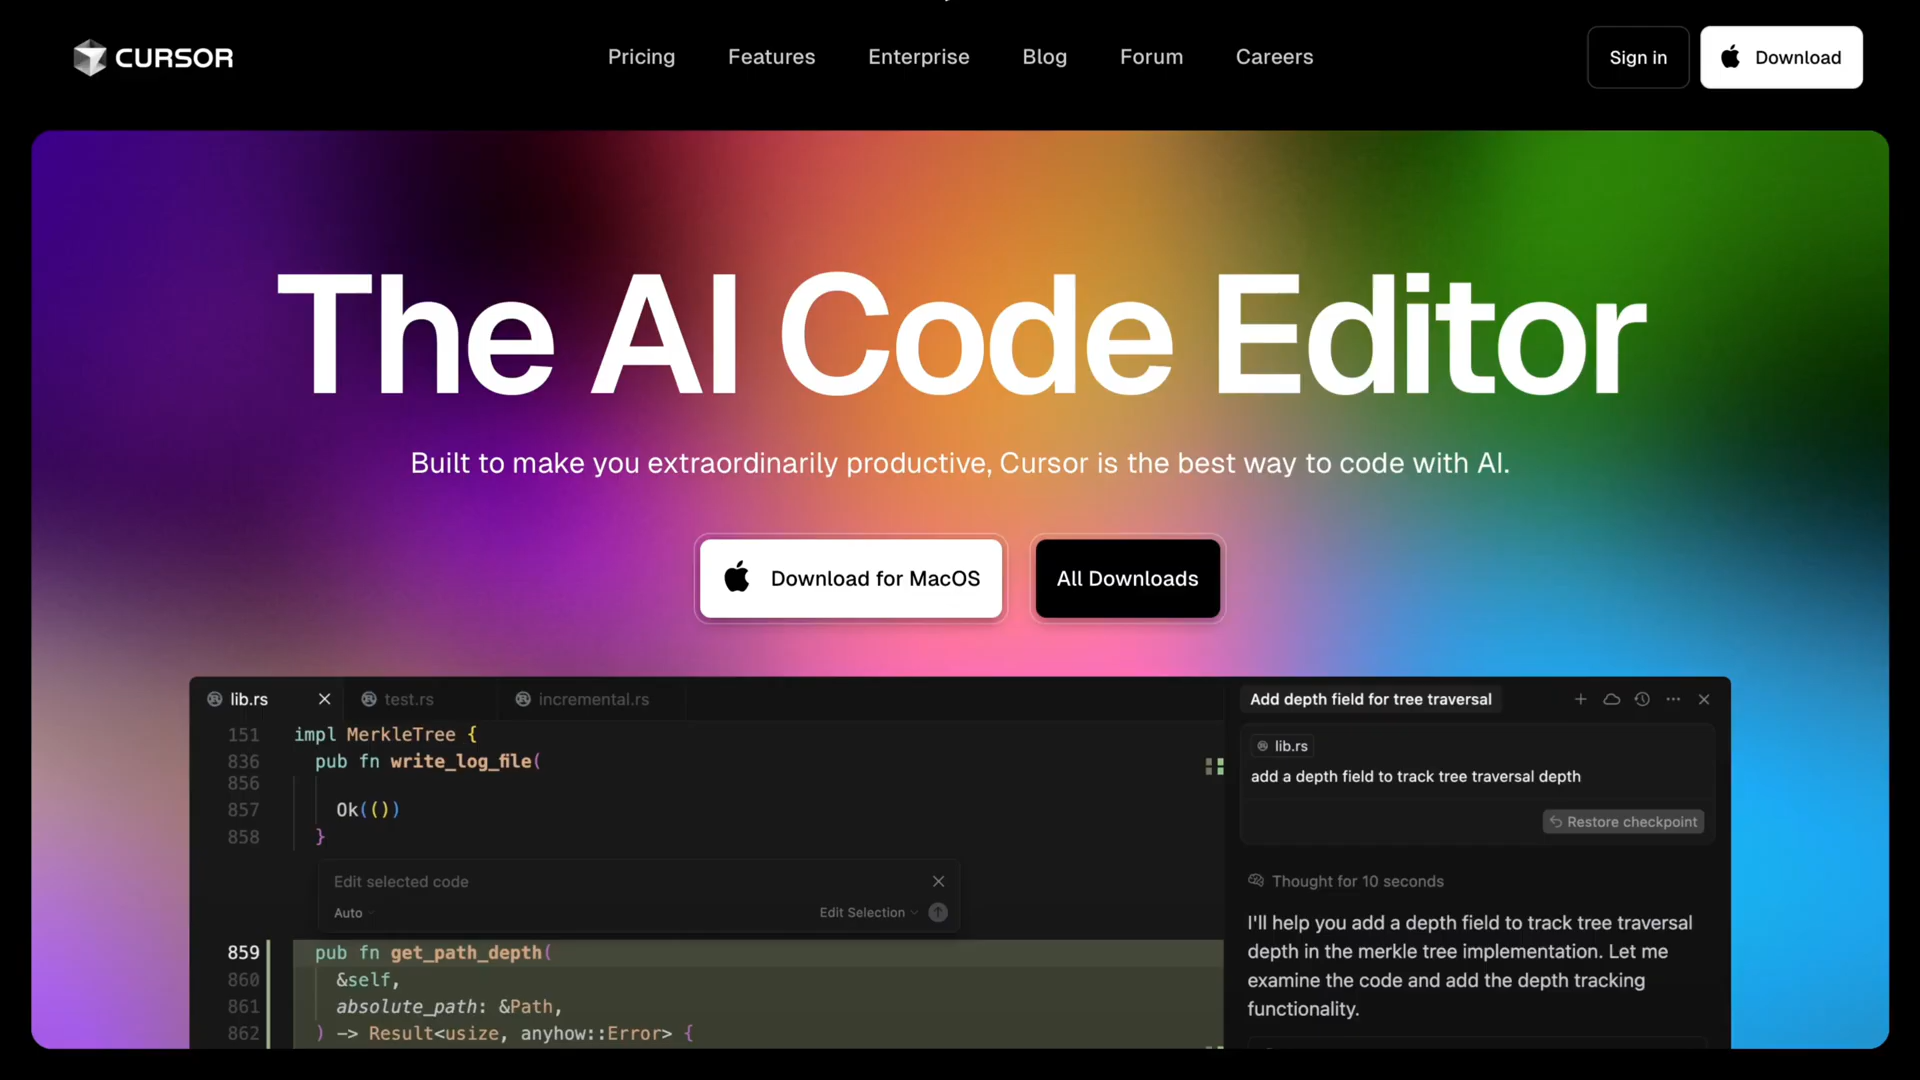 CURSOR
Pricing Features Enterprise Blog Forum Careers
Sign in
Download
The AI Code Editor
Built to make you extraordinarily productive, Cursor is the best way to code with AI.
Download for MacOS
All Downloads
lib.rs
test.rs
incremental.rs
151 impl MerkleTree {
836 pub fn write_log_file(
856
857 Ok(())
858 }
Edit selected code
Auto
Edit Selection
859 pub fn get_path_depth(
860 &self,
861 absolute_path: &Path,
862 ) -> Result<usize, anyhow::Error> {
Add depth field for tree traversal
lib.rs
add a depth field to track tree traversal depth
Restore checkpoint
Thought for 10 seconds
I'll help you add a depth field to track tree traversal
depth in the merkle tree implementation. Let me
examine the code and add the depth tracking
functionality.